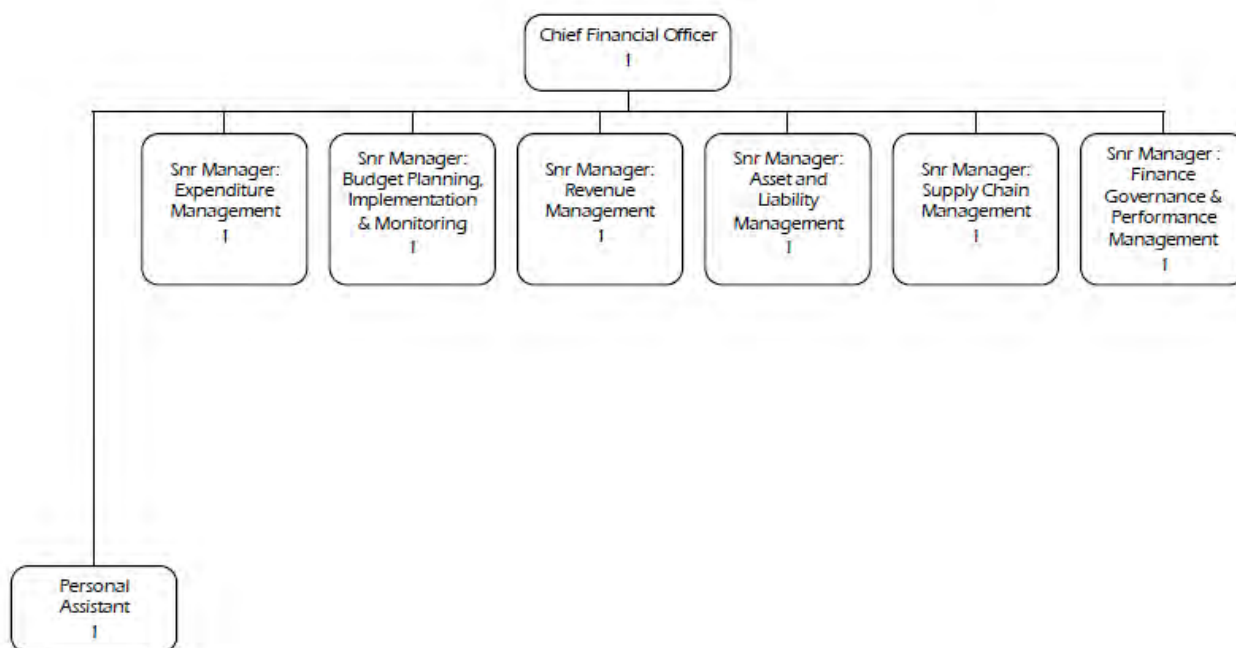 Chief Financial Officer
1
Snr Manager:
Expenditure
Management
1
Snr Manager:
Budget Planning,
Implementation
& Monitoring
1
Snr Manager:
Revenue
Management
1
Snr Manager:
Asset and
Liability
Management
1
Snr Manager:
Supply Chain
Management
1
Snr Manager :
Finance
Governance &
Performance
Management
1
Personal
Assistant
1